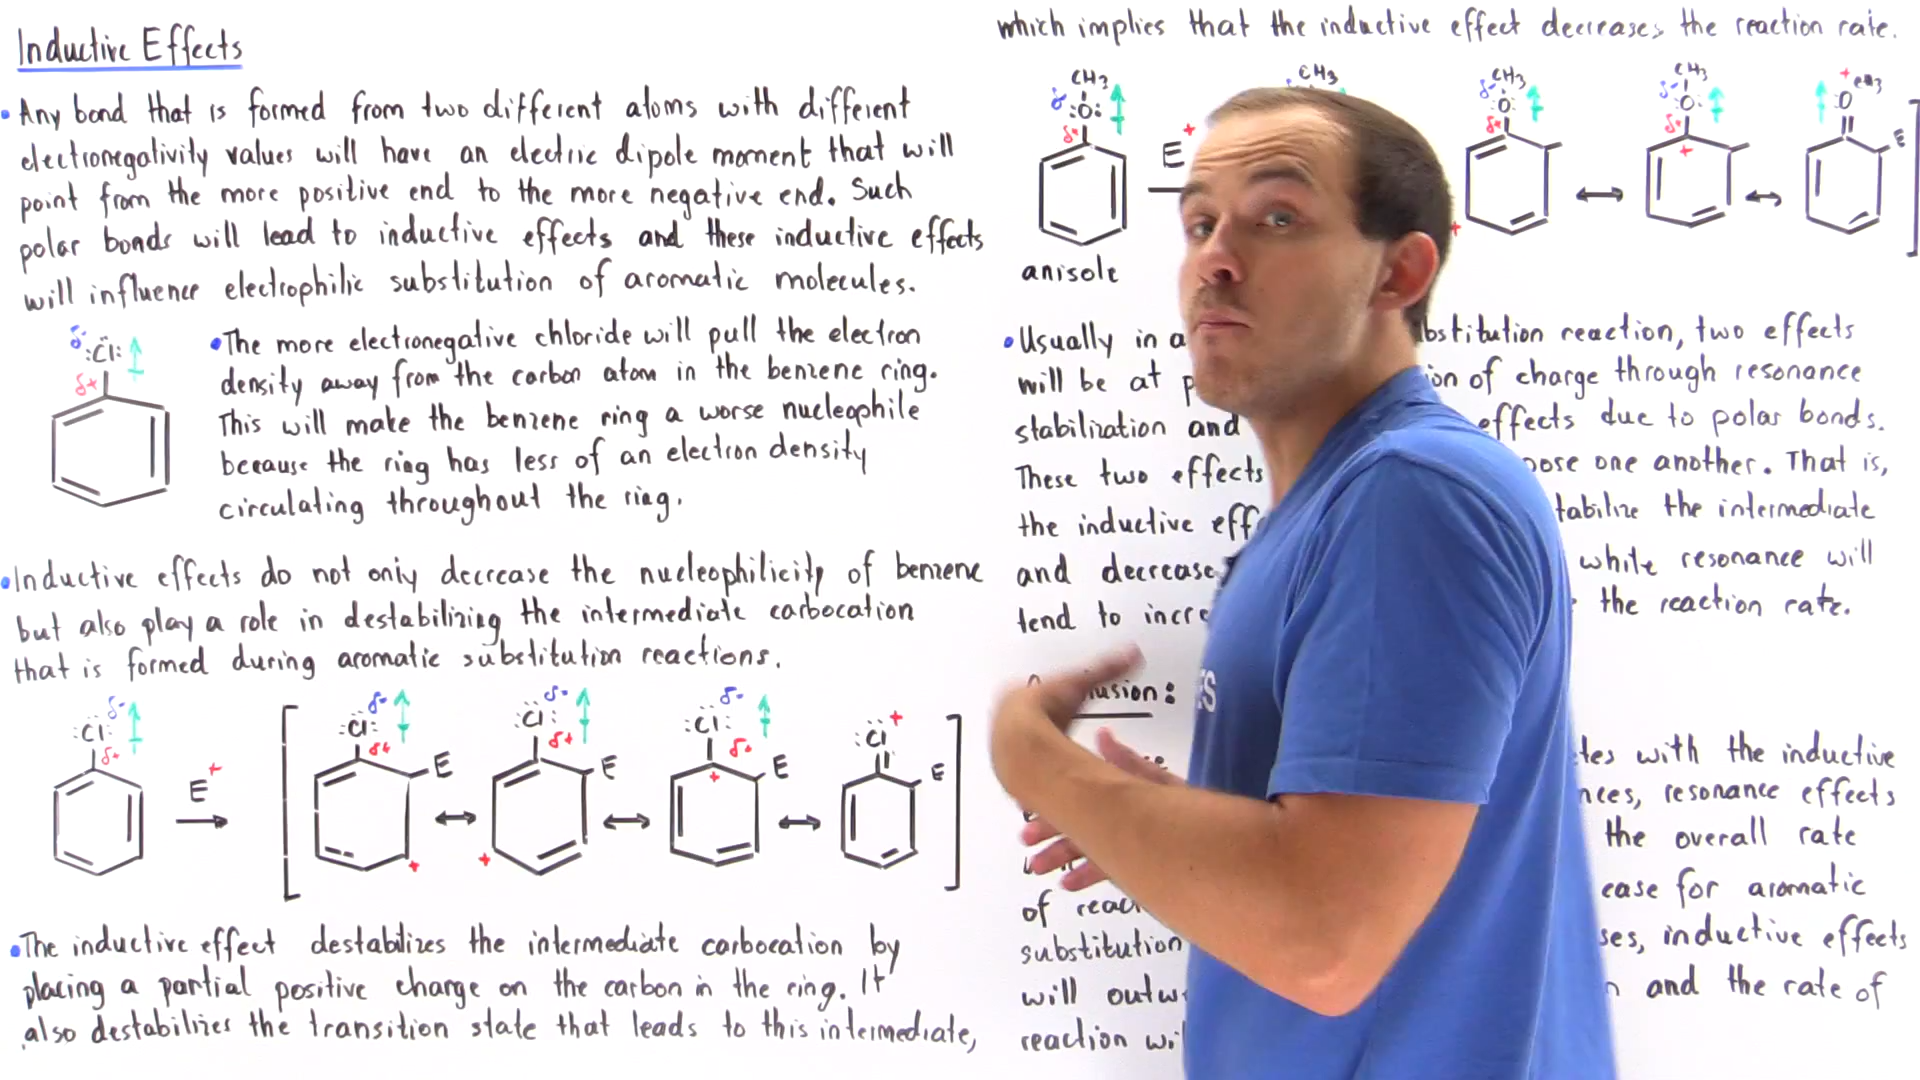 Inductive Effects
• Any bond that is formed from two different atoms with different
electronegativity values will have an electric dipole moment that will
point from the more positive end to the more negative end. Such
polar bonds will lead to inductive effects and these inductive effects
will influence electrophilic substitution of aromatic molecules.
δ-
:Cl:
δ+
• The more electronegative chloride will pull the electron
density away from the carbon atom in the benzene ring.
This will make the benzene ring a worse nucleophile
because the ring has less of an electron density
circulating throughout the ring.
• Inductive effects do not only decrease the nucleophilicity of benzene
but also play a role in destabilizing the intermediate carbocation
that is formed during aromatic substitution reactions.
δ- δ- δ- δ-
:Cl: :Cl: :Cl: :Cl: :Cl +
δ+ δ+ δ+ δ+
E+ E E + E E
+ +
• The inductive effect destabilizes the intermediate carbocation by
placing a partial positive charge on the carbon in the ring. It
also destabilizes the transition state that leads to this intermediate,
which implies that the inductive effect decreases the reaction rate.
CH3 CH3 CH3 CH3 + CH3
δ- :O: δ- :O: δ- :O: :O
δ+ δ+ δ+
E+ + + E
anisole
• Usually in a bstitution reaction, two effects
will be at p ion of charge through resonance
stabilization and effects due to polar bonds.
These two effects pose one another. That is,
the inductive eff tabilize the intermediate
and decrease while resonance will
tend to incre the reaction rate.
usion:
tes with the inductive
nces, resonance effects
the overall rate
of reac case for aromatic
substitution ses, inductive effects
will outw n and the rate of
reaction wi
ES